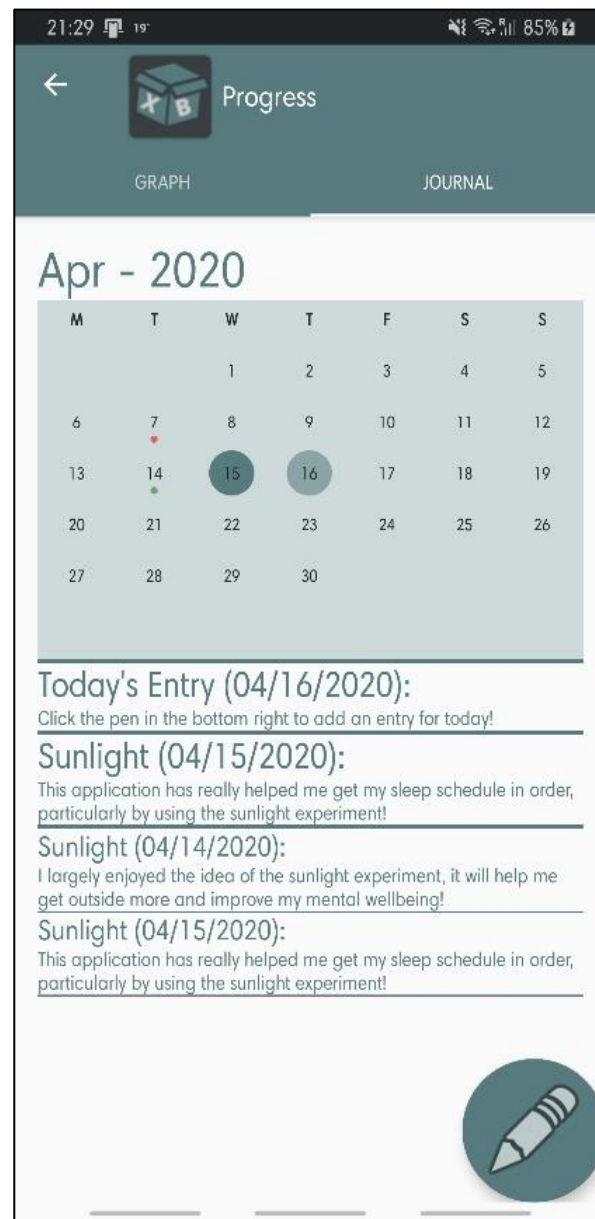 21:29 19° 85%
X B
Progress
GRAPH JOURNAL
Apr - 2020
M T W T F S S
1 2 3 4 5
6 7 8 9 10 11 12
13 14 15 16 17 18 19
20 21 22 23 24 25 26
27 28 29 30
Today's Entry (04/16/2020):
Click the pen in the bottom right to add an entry for today!
Sunlight (04/15/2020):
This application has really helped me get my sleep schedule in order,
particularly by using the sunlight experiment!
Sunlight (04/14/2020):
I largely enjoyed the idea of the sunlight experiment, it will help me
get outside more and improve my mental wellbeing!
Sunlight (04/15/2020):
This application has really helped me get my sleep schedule in order,
particularly by using the sunlight experiment!